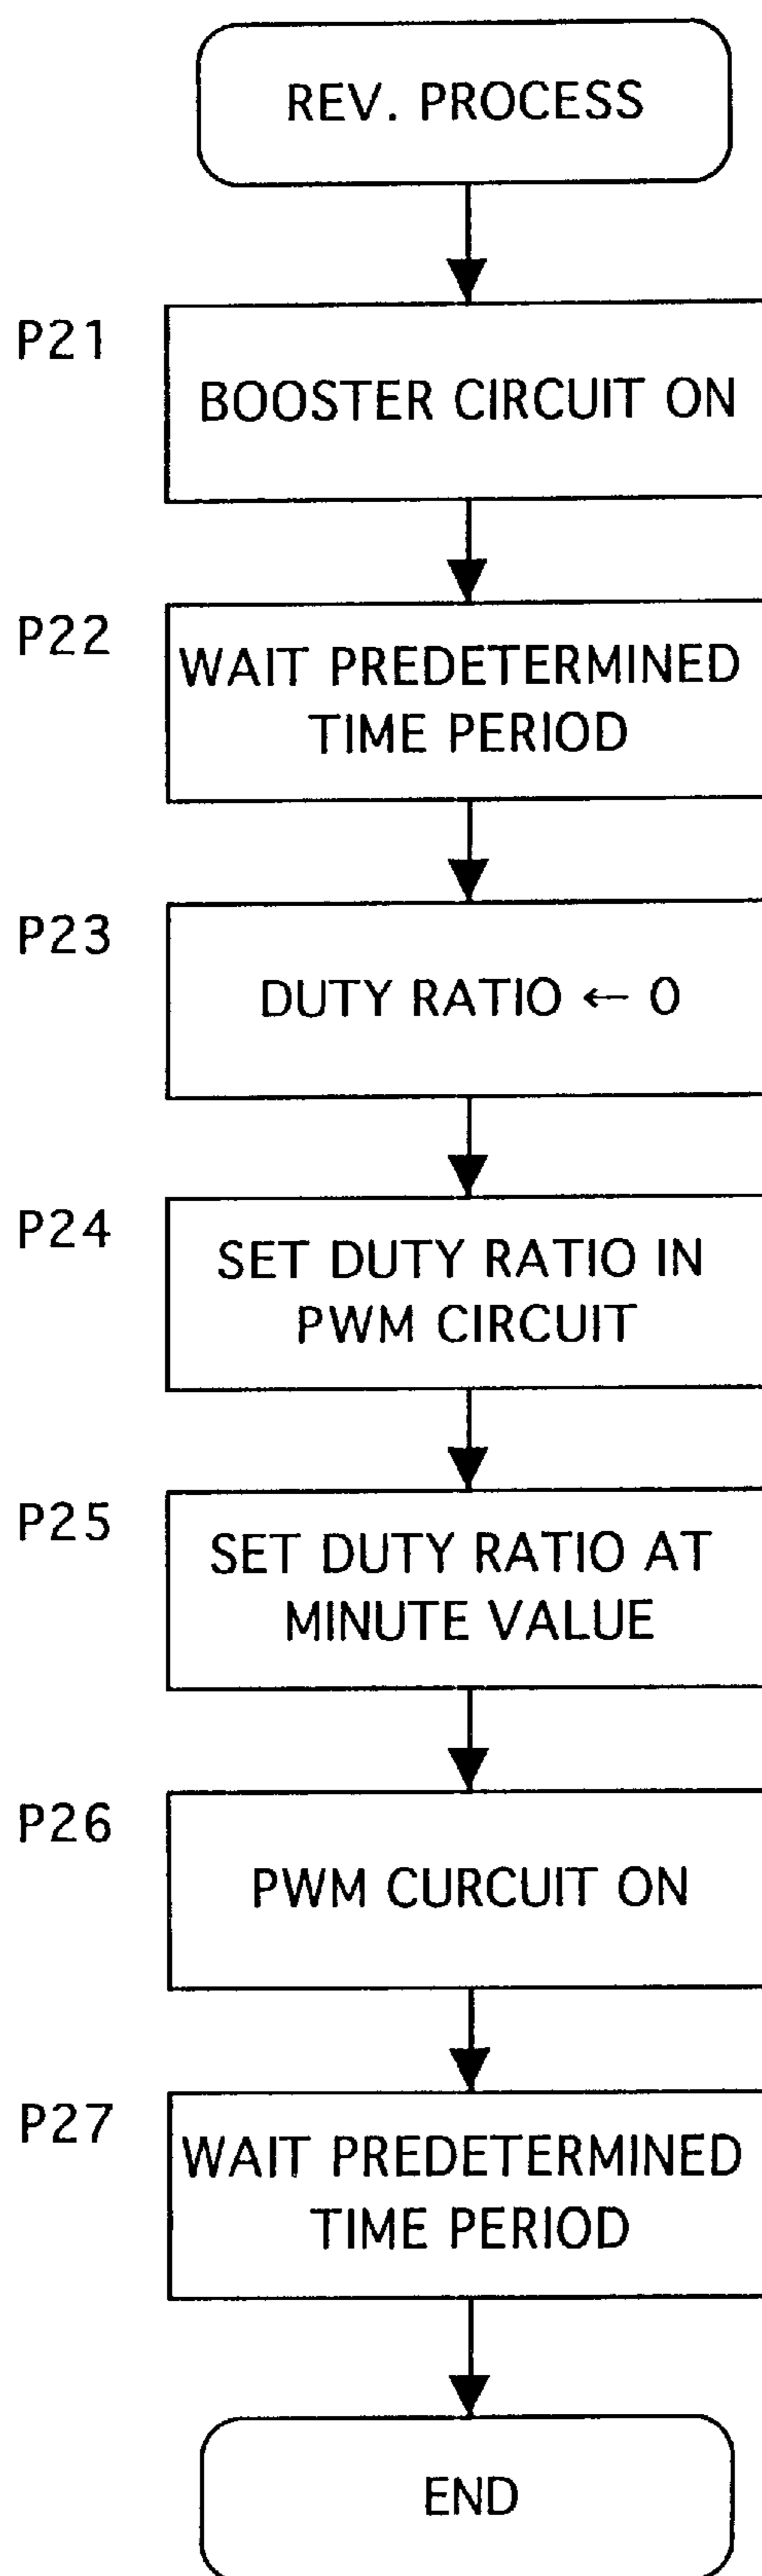 REV. PROCESS
P21
BOOSTER CIRCUIT ON
P22
WAIT PREDETERMINED
TIME PERIOD
P23
DUTY RATIO ← 0
P24
SET DUTY RATIO IN
PWM CIRCUIT
P25
SET DUTY RATIO AT
MINUTE VALUE
P26
PWM CURCUIT ON
P27
WAIT PREDETERMINED
TIME PERIOD
END